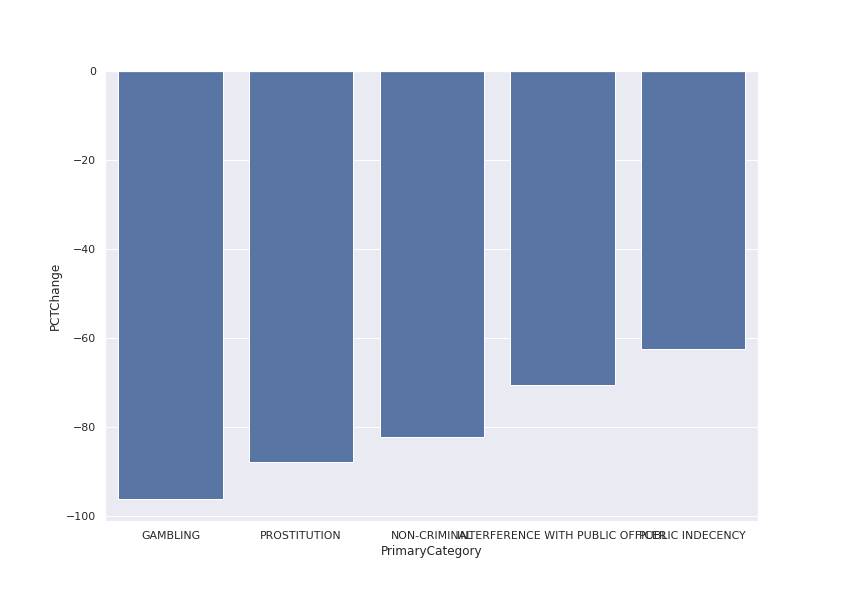 0
−20
−40
−60
−80
−100
PCTChange
GAMBLING PROSTITUTION NON-CRIMINAL INTERFERENCE WITH PUBLIC OFFICER PUBLIC INDECENCY
PrimaryCategory